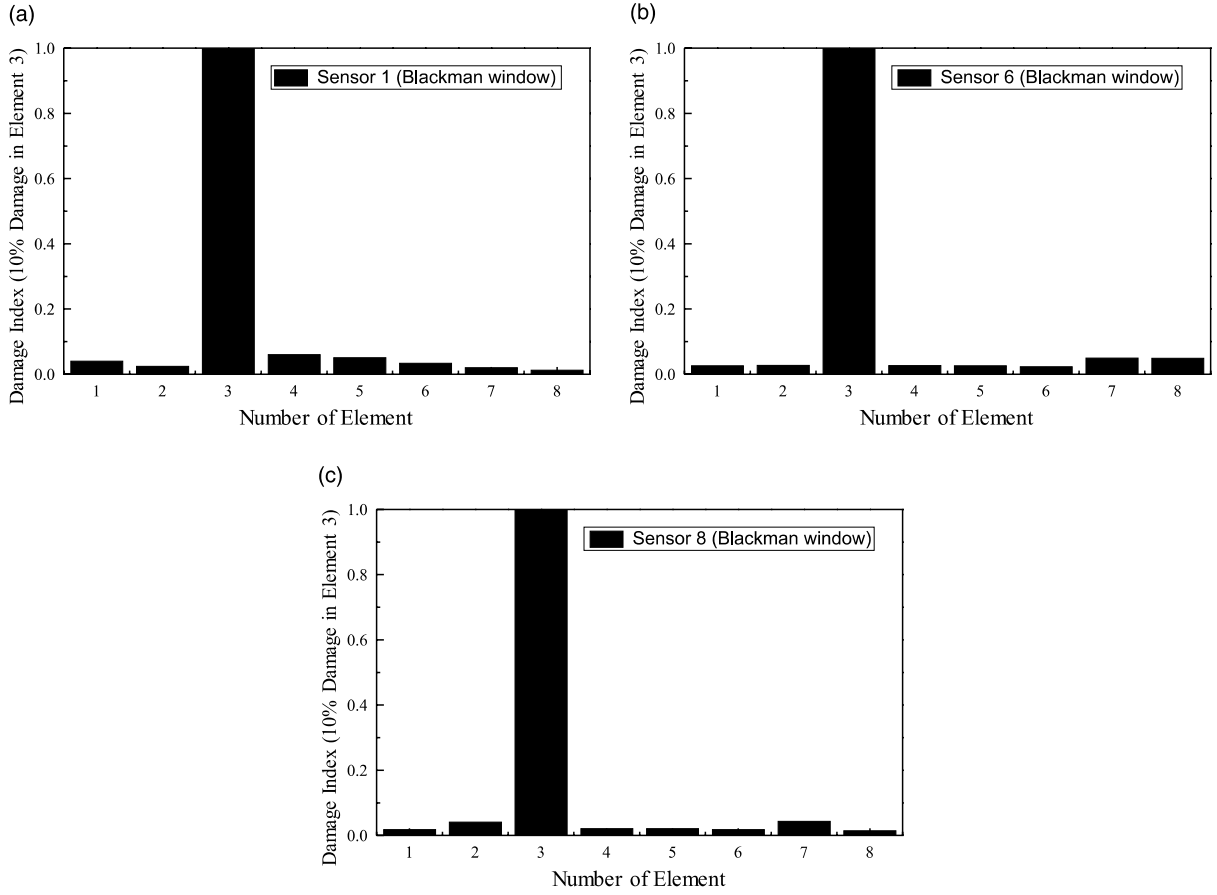 (a)
Damage Index (10% Damage in Element 3)
1.0
0.8
0.6
0.4
0.2
0.0
Sensor 1 (Blackman window)
1 2 3 4 5 6 7 8
Number of Element
(b)
Damage Index (10% Damage in Element 3)
1.0
0.8
0.6
0.4
0.2
0.0
Sensor 6 (Blackman window)
1 2 3 4 5 6 7 8
Number of Element
(c)
Damage Index (10% Damage in Element 3)
1.0
0.8
0.6
0.4
0.2
0.0
Sensor 8 (Blackman window)
1 2 3 4 5 6 7 8
Number of Element